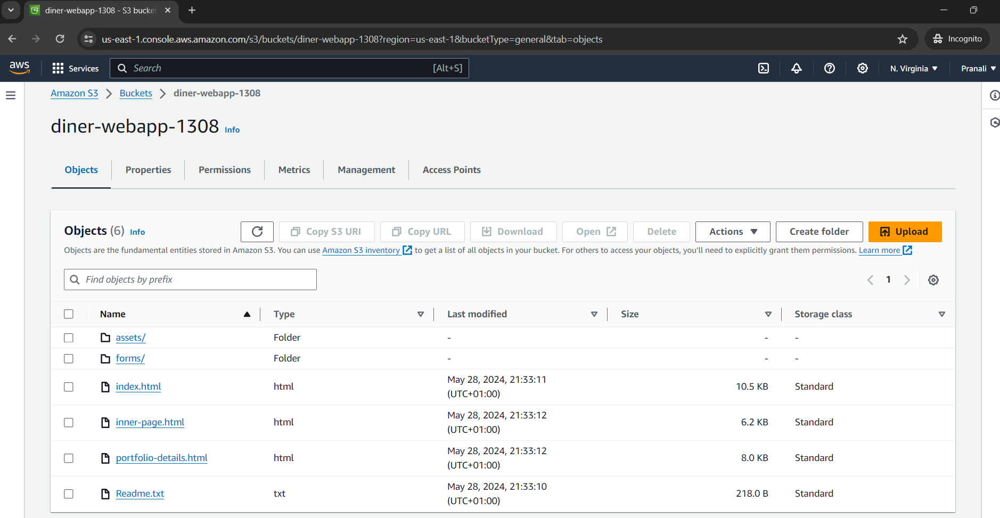 diner-webapp-1308 - S3 bucke
us-east-1.console.aws.amazon.com/s3/buckets/diner-webapp-1308?region=us-east-1&bucketType=general&tab=objects
Incognito
aws
Services
Search
[Alt+S]
N. Virginia
Pranali
Amazon S3 > Buckets > diner-webapp-1308
diner-webapp-1308 Info
Objects
Properties
Permissions
Metrics
Management
Access Points
Objects (6) Info
Copy S3 URI
Copy URL
Download
Open
Delete
Actions
Create folder
Upload
Objects are the fundamental entities stored in Amazon S3. You can use Amazon S3 inventory to get a list of all objects in your bucket. For others to access your objects, you’ll need to explicitly grant them permissions. Learn more
Find objects by prefix
1
Name Type Last modified Size Storage class
assets/ Folder - - -
forms/ Folder - - -
index.html html May 28, 2024, 21:33:11 (UTC+01:00) 10.5 KB Standard
inner-page.html html May 28, 2024, 21:33:12 (UTC+01:00) 6.2 KB Standard
portfolio-details.html html May 28, 2024, 21:33:12 (UTC+01:00) 8.0 KB Standard
Readme.txt txt May 28, 2024, 21:33:10 (UTC+01:00) 218.0 B Standard